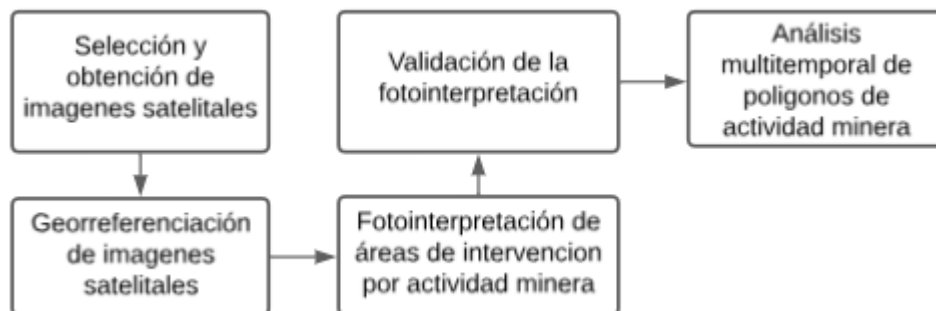 Selección y
obtención de
imagenes satelitales
Georreferenciación
de imagenes
satelitales
Fotointerpretación de
áreas de intervencion
por actividad minera
Validación de la
fotointerpretación
Análisis
multitemporal de
poligonos de
actividad minera